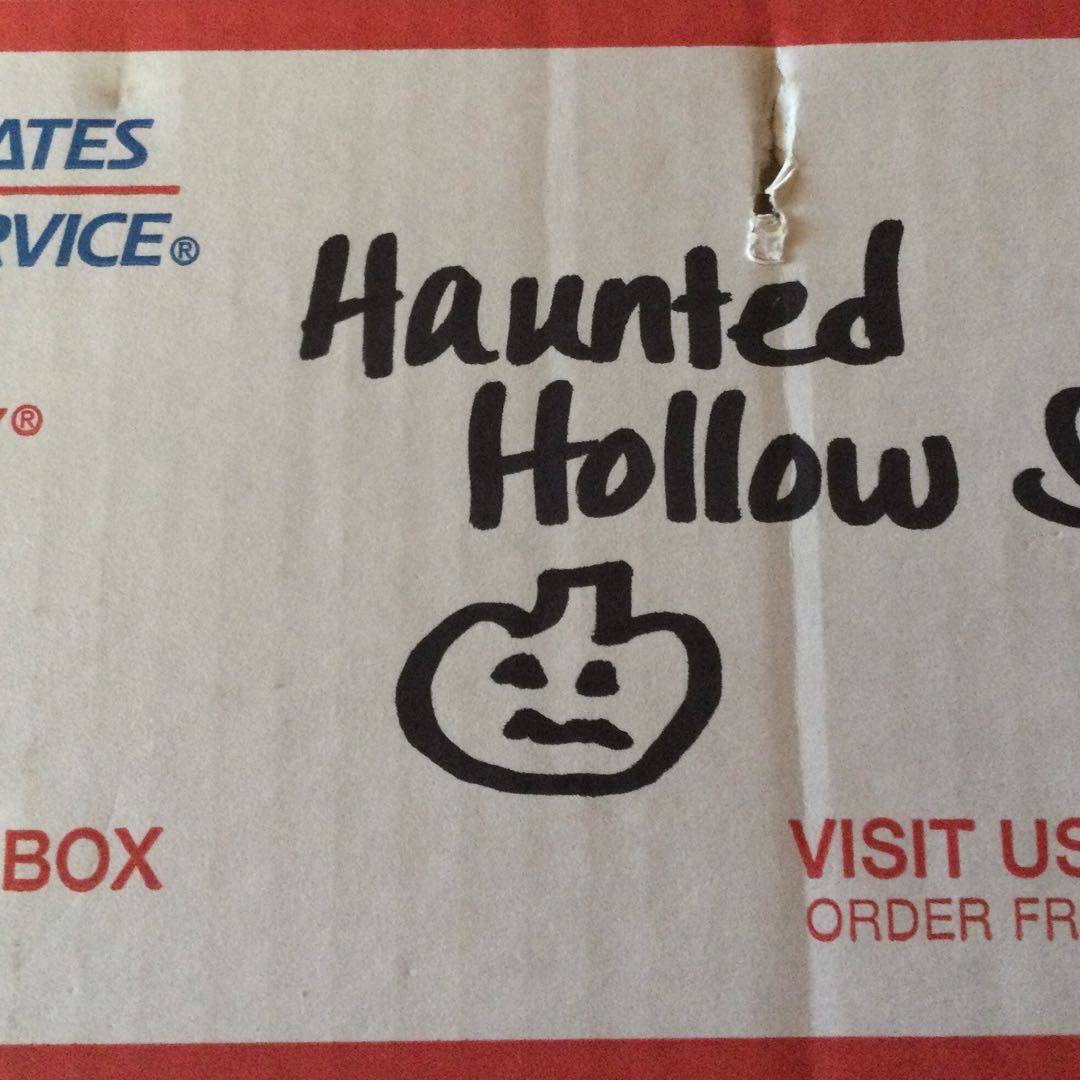 ATES
RVICE®
Haunted
®
Hollow S
BOX
VISIT US
ORDER FR